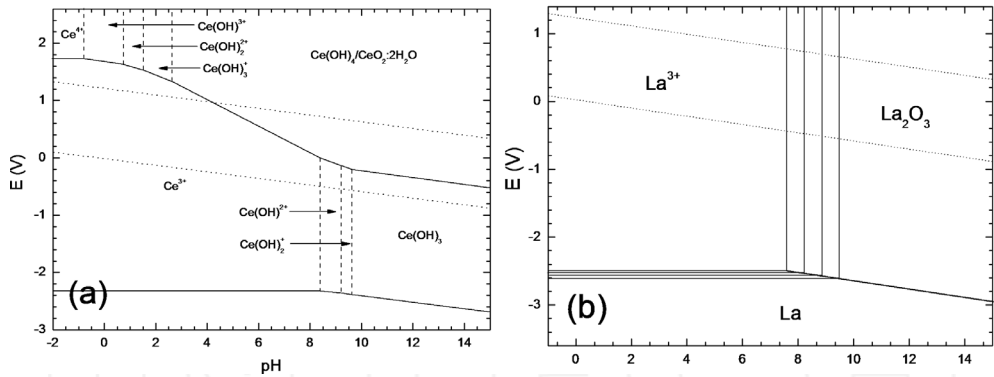 E (V)
2
1
0
-1
-2
-3
Ce⁴⁺
Ce(OH)³⁺
Ce(OH)₂²⁺
Ce(OH)₃⁺
Ce(OH)₄/CeO₂:2H₂O
Ce³⁺
Ce(OH)²⁺
Ce(OH)₂⁺
Ce(OH)₃
(a)
-2 0 2 4 6 8 10 12 14
pH
E (V)
1
0
-1
-2
-3
La³⁺
La₂O₃
La
(b)
0 2 4 6 8 10 12 14